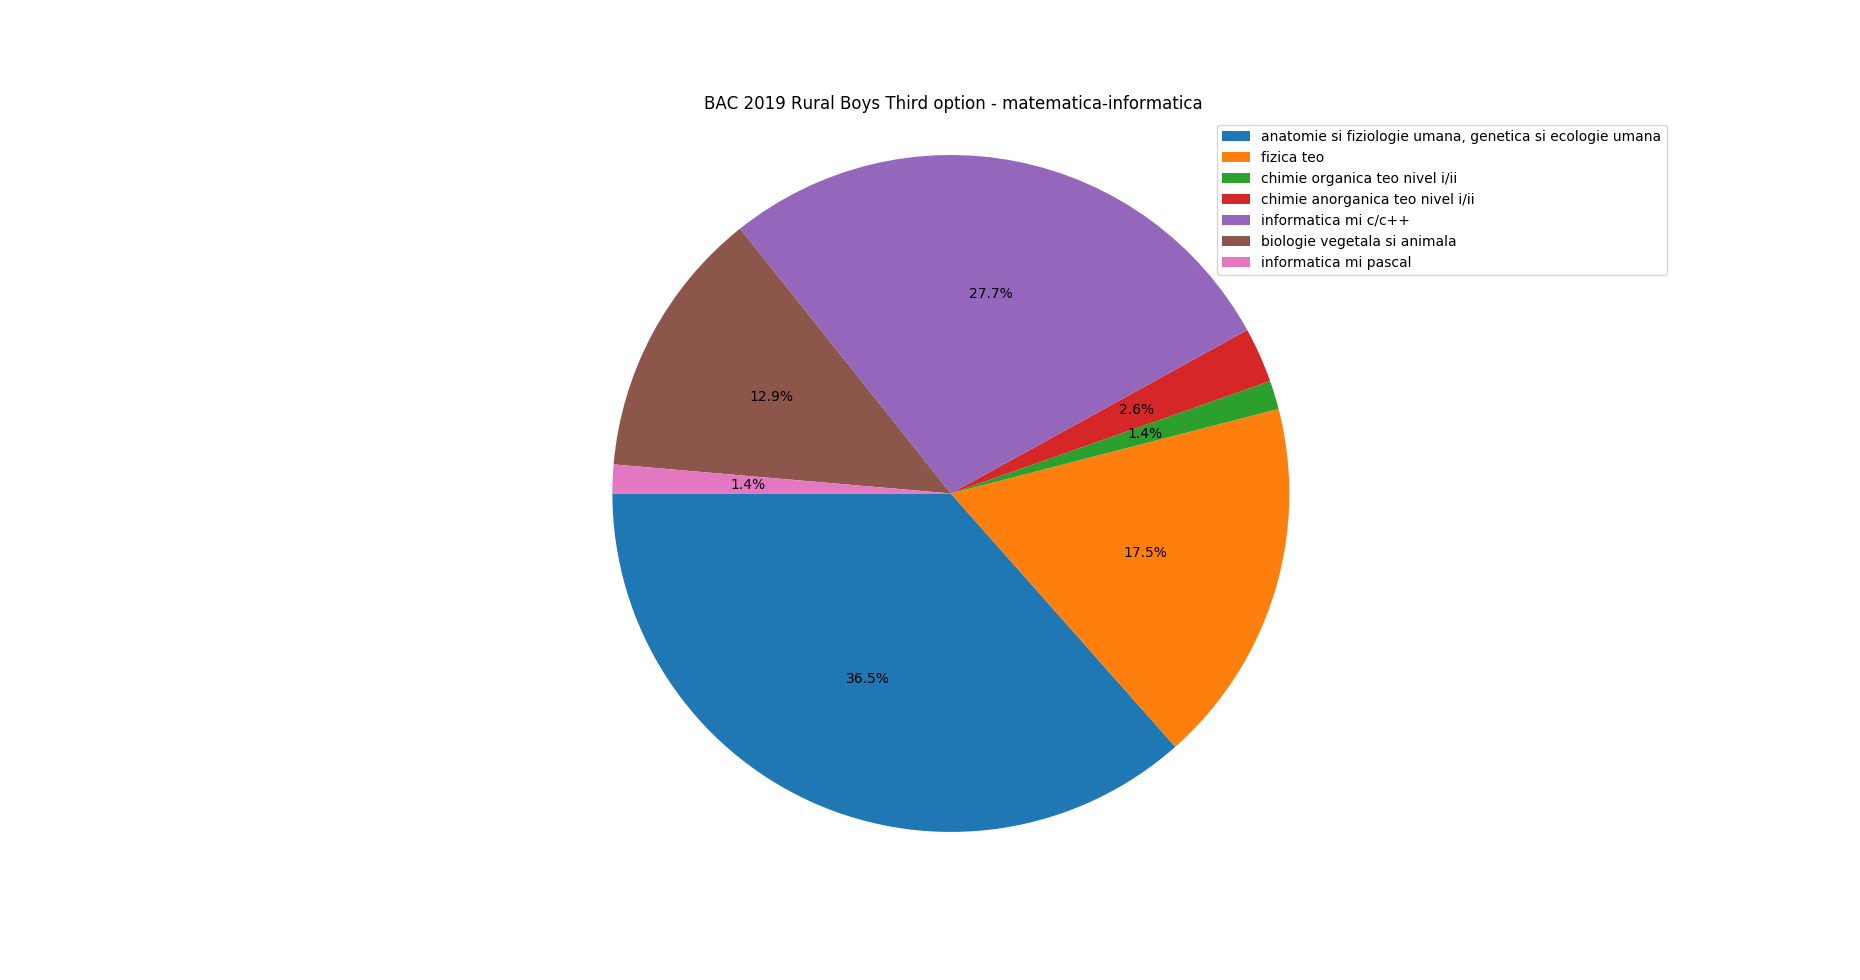 BAC 2019 Rural Boys Third option - matematica-informatica
anatomie si fiziologie umana, genetica si ecologie umana
fizica teo
chimie organica teo nivel i/ii
chimie anorganica teo nivel i/ii
informatica mi c/c++
biologie vegetala si animala
informatica mi pascal
27.7%
12.9%
2.6%
1.4%
1.4%
17.5%
36.5%